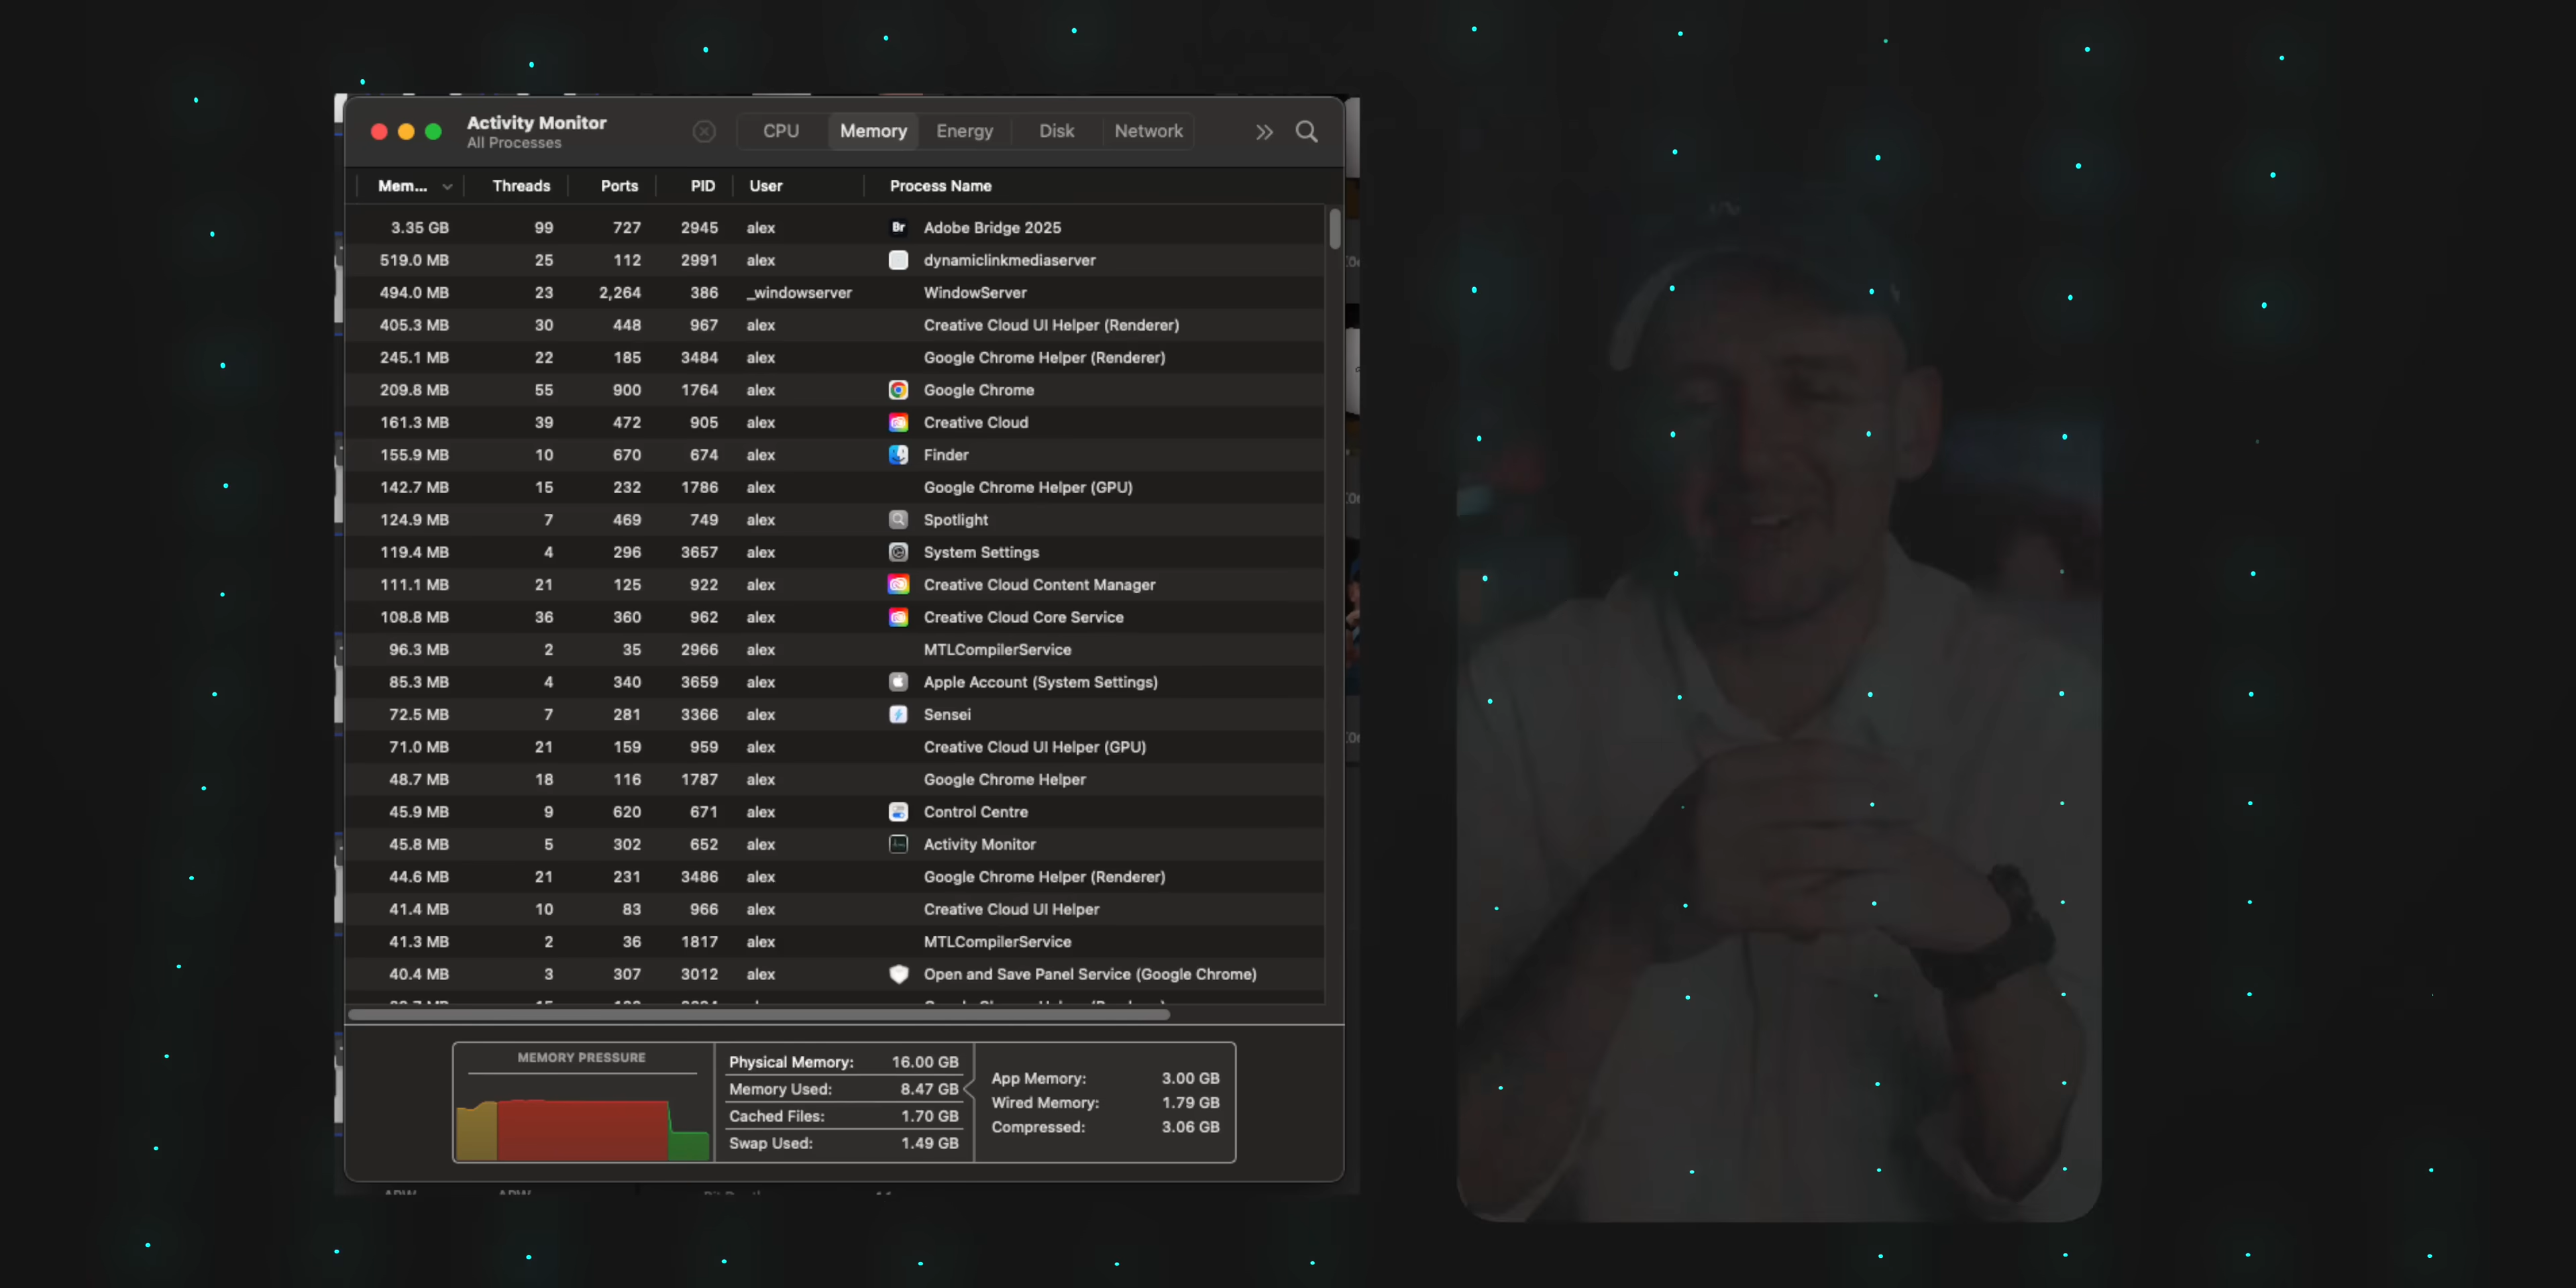 Activity Monitor
All Processes
CPU Memory Energy Disk Network
Mem... Threads Ports PID User Process Name
3.35 GB 99 727 2945 alex Br Adobe Bridge 2025
519.0 MB 25 112 2991 alex dynamiclinkmediaserver
494.0 MB 23 2,264 386 _windowserver WindowServer
405.3 MB 30 448 967 alex Creative Cloud UI Helper (Renderer)
245.1 MB 22 185 3484 alex Google Chrome Helper (Renderer)
209.8 MB 55 900 1764 alex Google Chrome
161.3 MB 39 472 905 alex Creative Cloud
155.9 MB 10 670 674 alex Finder
142.7 MB 15 232 1786 alex Google Chrome Helper (GPU)
124.9 MB 7 469 749 alex Spotlight
119.4 MB 4 296 3657 alex System Settings
111.1 MB 21 125 922 alex Creative Cloud Content Manager
108.8 MB 36 360 962 alex Creative Cloud Core Service
96.3 MB 2 35 2966 alex MTLCompilerService
85.3 MB 4 340 3659 alex Apple Account (System Settings)
72.5 MB 7 281 3366 alex Sensei
71.0 MB 21 159 959 alex Creative Cloud UI Helper (GPU)
48.7 MB 18 116 1787 alex Google Chrome Helper
45.9 MB 9 620 671 alex Control Centre
45.8 MB 5 302 652 alex Activity Monitor
44.6 MB 21 231 3486 alex Google Chrome Helper (Renderer)
41.4 MB 10 83 966 alex Creative Cloud UI Helper
41.3 MB 2 36 1817 alex MTLCompilerService
40.4 MB 3 307 3012 alex Open and Save Panel Service (Google Chrome)
MEMORY PRESSURE
Physical Memory: 16.00 GB
Memory Used: 8.47 GB
Cached Files: 1.70 GB
Swap Used: 1.49 GB
App Memory: 3.00 GB
Wired Memory: 1.79 GB
Compressed: 3.06 GB